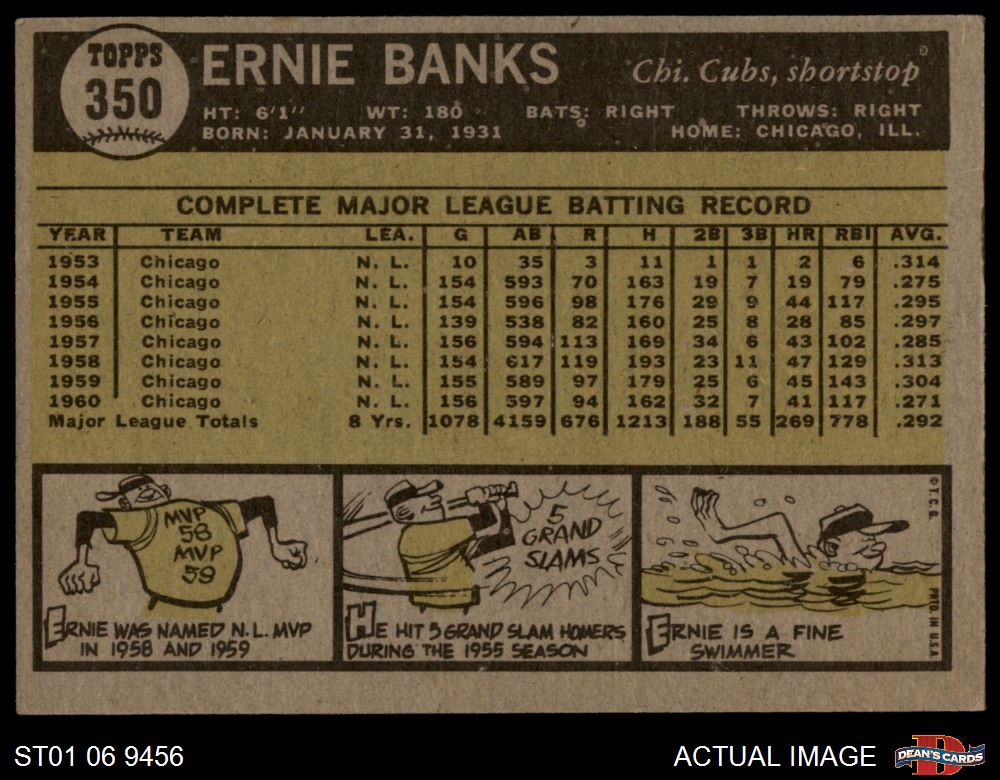 TOPPS
350
ERNIE BANKS
Chi. Cubs, shortstop
HT: 6'1" WT: 180 BATS: RIGHT THROWS: RIGHT
BORN: JANUARY 31, 1931 HOME: CHICAGO, ILL.
COMPLETE MAJOR LEAGUE BATTING RECORD
YEAR TEAM LEA. G AB R H 2B 3B HR RBI AVG.
1953 Chicago N. L. 10 35 3 11 1 1 2 6 .314
1954 Chicago N. L. 154 593 70 163 19 7 19 79 .275
1955 Chicago N. L. 154 596 98 176 29 9 44 117 .295
1956 Chicago N. L. 139 538 82 160 25 8 28 85 .297
1957 Chicago N. L. 156 594 113 169 34 6 43 102 .285
1958 Chicago N. L. 154 617 119 193 23 11 47 129 .313
1959 Chicago N. L. 155 589 97 179 25 6 45 143 .304
1960 Chicago N. L. 156 597 94 162 32 7 41 117 .271
Major League Totals 8 Yrs. 1078 4159 676 1213 188 55 269 778 .292
MVP
58
MVP
59
ERNIE WAS NAMED N.L. MVP
IN 1958 AND 1959
5
GRAND
SLAMS
HE HIT 5 GRAND SLAM HOMERS
DURING THE 1955 SEASON
ERNIE IS A FINE
SWIMMER
© T.C.G.
PRTD. IN U.S.A.
ST01 06 9456
ACTUAL IMAGE
D
DEAN'S CARDS